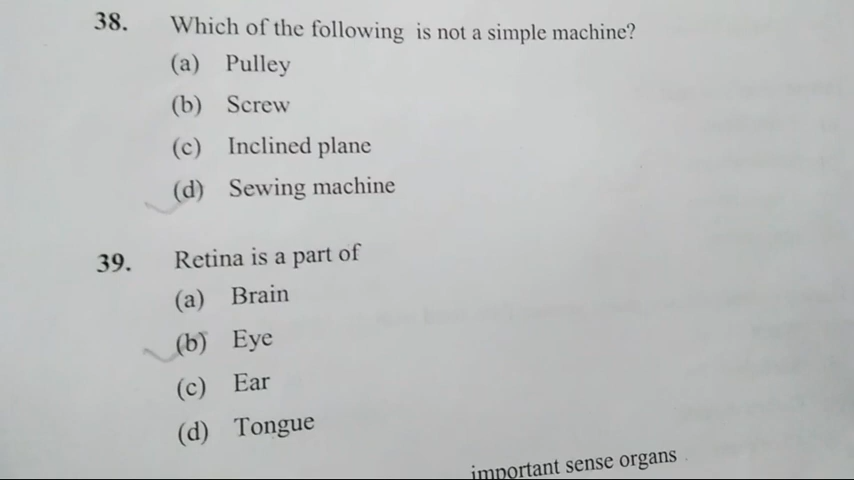 38. Which of the following is not a simple machine?
(a) Pulley
(b) Screw
(c) Inclined plane
(d) Sewing machine
39. Retina is a part of
(a) Brain
(b) Eye
(c) Ear
(d) Tongue
important sense organs